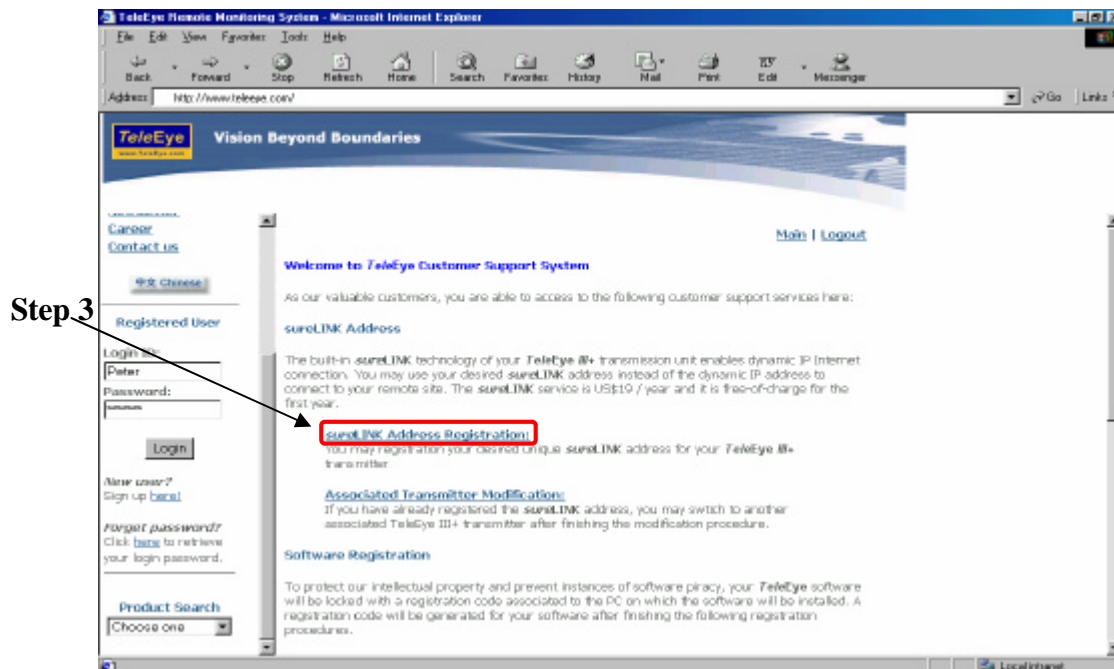 TeleEye Remote Monitoring System - Microsoft Internet Explorer
File Edit View Favorites Tools Help
Back Forward Stop Refresh Home Search Favorites History Mail Print Edit Messenger
Address http://www.teleeye.com/ Go Links
TeleEye Vision Beyond Boundaries
www.TeleEye.com
Career
Contact us
中文 Chinese
Registered User
Login ID:
Peter
Password:
Login
New user?
Sign up here!
Forget password?
Click here to retrieve
your login password.
Product Search
Choose one
Step 3
Main | Logout
Welcome to TeleEye Customer Support System
As our valuable customers, you are able to access to the following customer support services here:
sureLINK Address
The built-in sureLINK technology of your TeleEye III+ transmission unit enables dynamic IP Internet
connection. You may use your desired sureLINK address instead of the dynamic IP address to
connect to your remote site. The sureLINK service is US$19 / year and it is free-of-charge for the
first year.
sureLINK Address Registration:
You may registration your desired unique sureLINK address for your TeleEye III+
transmitter
Associated Transmitter Modification:
If you have already registered the sureLINK address, you may switch to another
associated TeleEye III+ transmitter after finishing the modification procedure.
Software Registration
To protect our intellectual property and prevent instances of software piracy, your TeleEye software
will be locked with a registration code associated to the PC on which the software will be installed. A
registration code will be generated for your software after finishing the following registration
procedures.
Local intranet